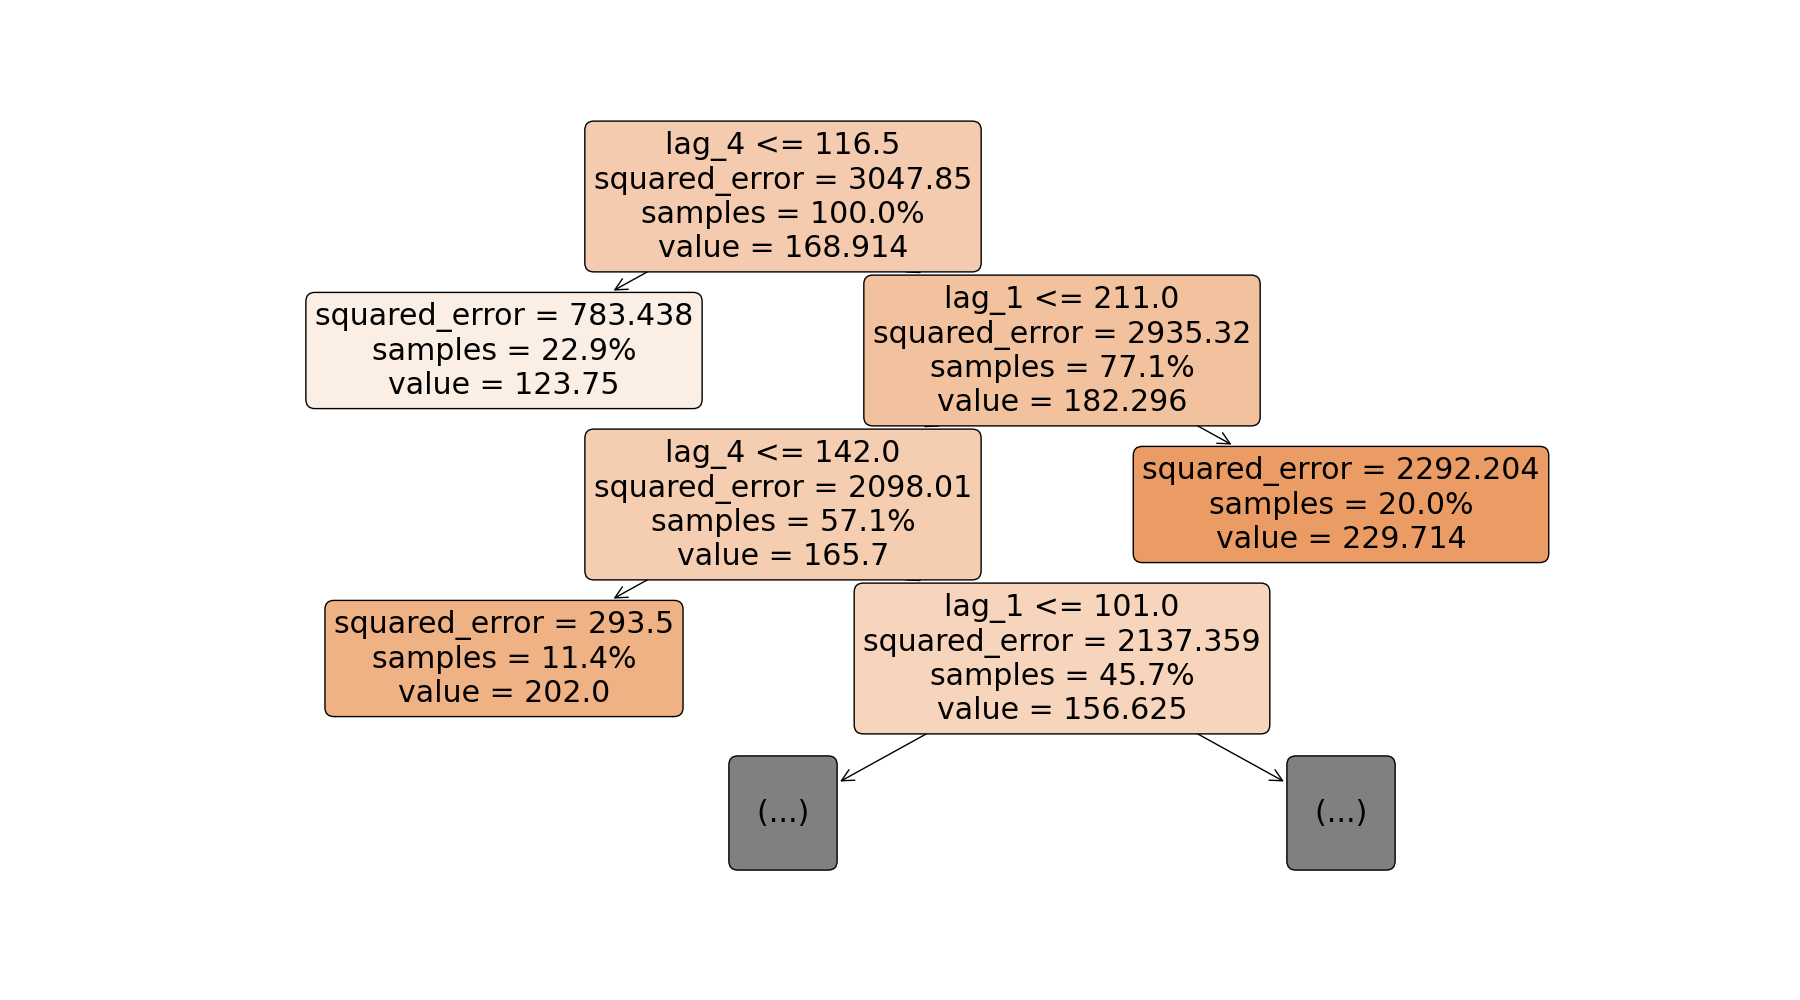 lag_4 <= 116.5
squared_error = 3047.85
samples = 100.0%
value = 168.914
squared_error = 783.438
samples = 22.9%
value = 123.75
lag_1 <= 211.0
squared_error = 2935.32
samples = 77.1%
value = 182.296
lag_4 <= 142.0
squared_error = 2098.01
samples = 57.1%
value = 165.7
squared_error = 2292.204
samples = 20.0%
value = 229.714
squared_error = 293.5
samples = 11.4%
value = 202.0
lag_1 <= 101.0
squared_error = 2137.359
samples = 45.7%
value = 156.625
(...)
(...)